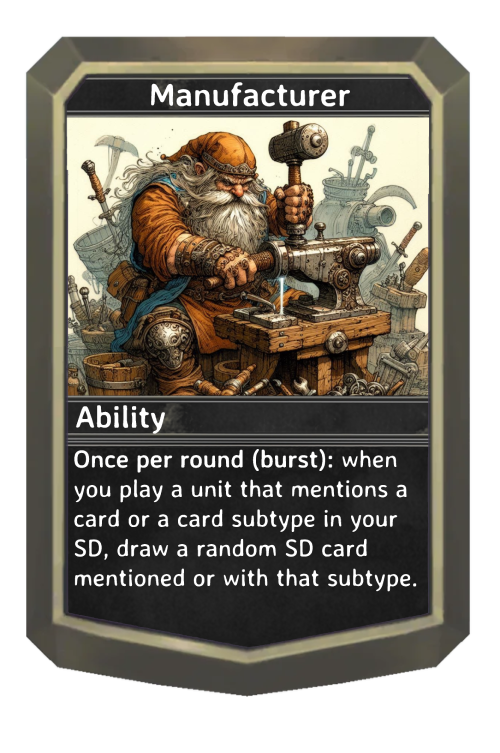 Manufacturer
Ability
Once per round (burst): when
you play a unit that mentions a
card or a card subtype in your
SD, draw a random SD card
mentioned or with that subtype.